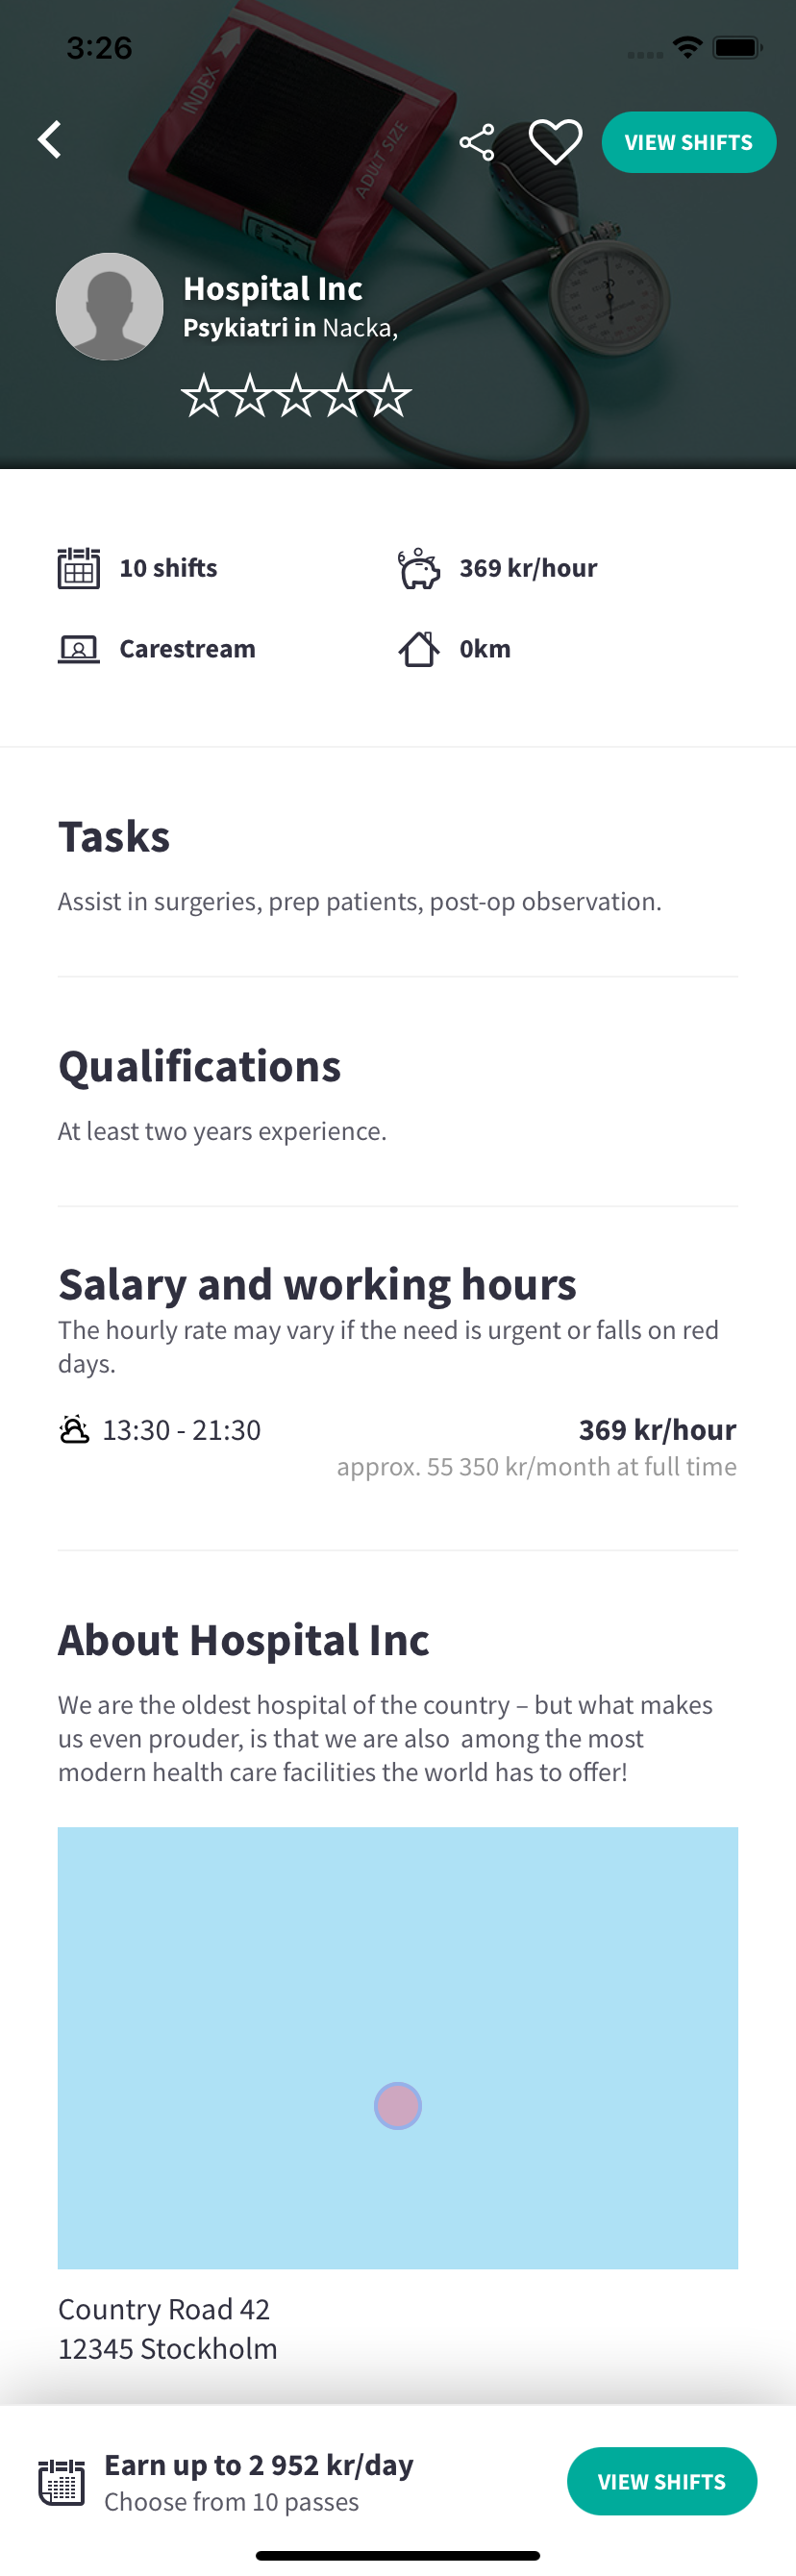 3:26
INDEX
ADULT SIZE
VIEW SHIFTS
Hospital Inc
Psykiatri in Nacka,
10 shifts
369 kr/hour
Carestream
0km
Tasks
Assist in surgeries, prep patients, post-op observation.
Qualifications
At least two years experience.
Salary and working hours
The hourly rate may vary if the need is urgent or falls on red
days.
13:30 - 21:30
369 kr/hour
approx. 55 350 kr/month at full time
About Hospital Inc
We are the oldest hospital of the country – but what makes
us even prouder, is that we are also  among the most
modern health care facilities the world has to offer!
Country Road 42
12345 Stockholm
Earn up to 2 952 kr/day
Choose from 10 passes
VIEW SHIFTS